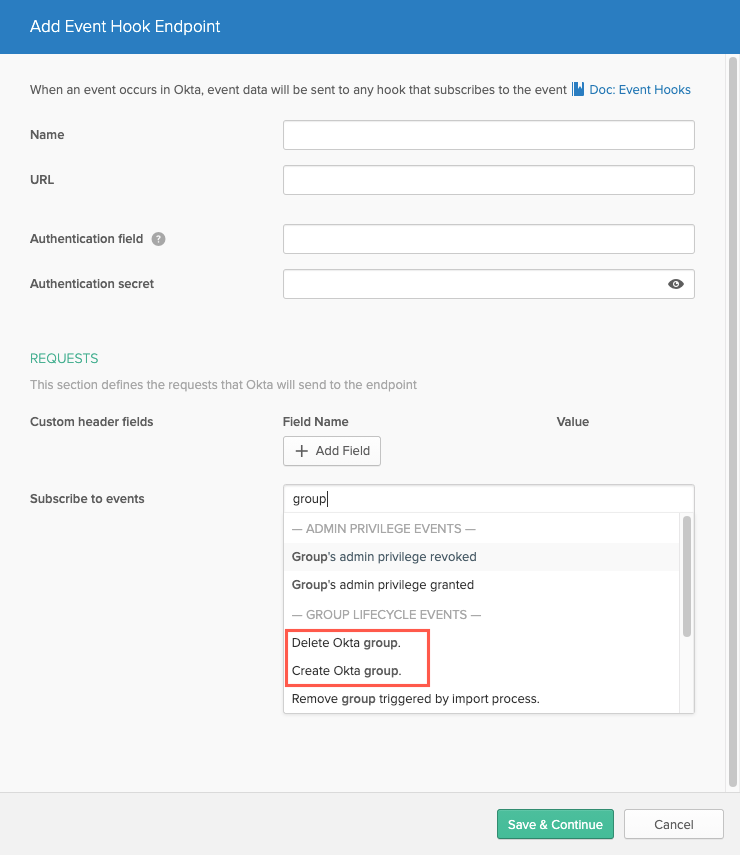 Add Event Hook Endpoint
When an event occurs in Okta, event data will be sent to any hook that subscribes to the event Doc: Event Hooks
Name
URL
Authentication field ?
Authentication secret
REQUESTS
This section defines the requests that Okta will send to the endpoint
Custom header fields Field Name Value
+ Add Field
Subscribe to events group
— ADMIN PRIVILEGE EVENTS —
Group's admin privilege revoked
Group's admin privilege granted
— GROUP LIFECYCLE EVENTS —
Delete Okta group.
Create Okta group.
Remove group triggered by import process.
Save & Continue Cancel